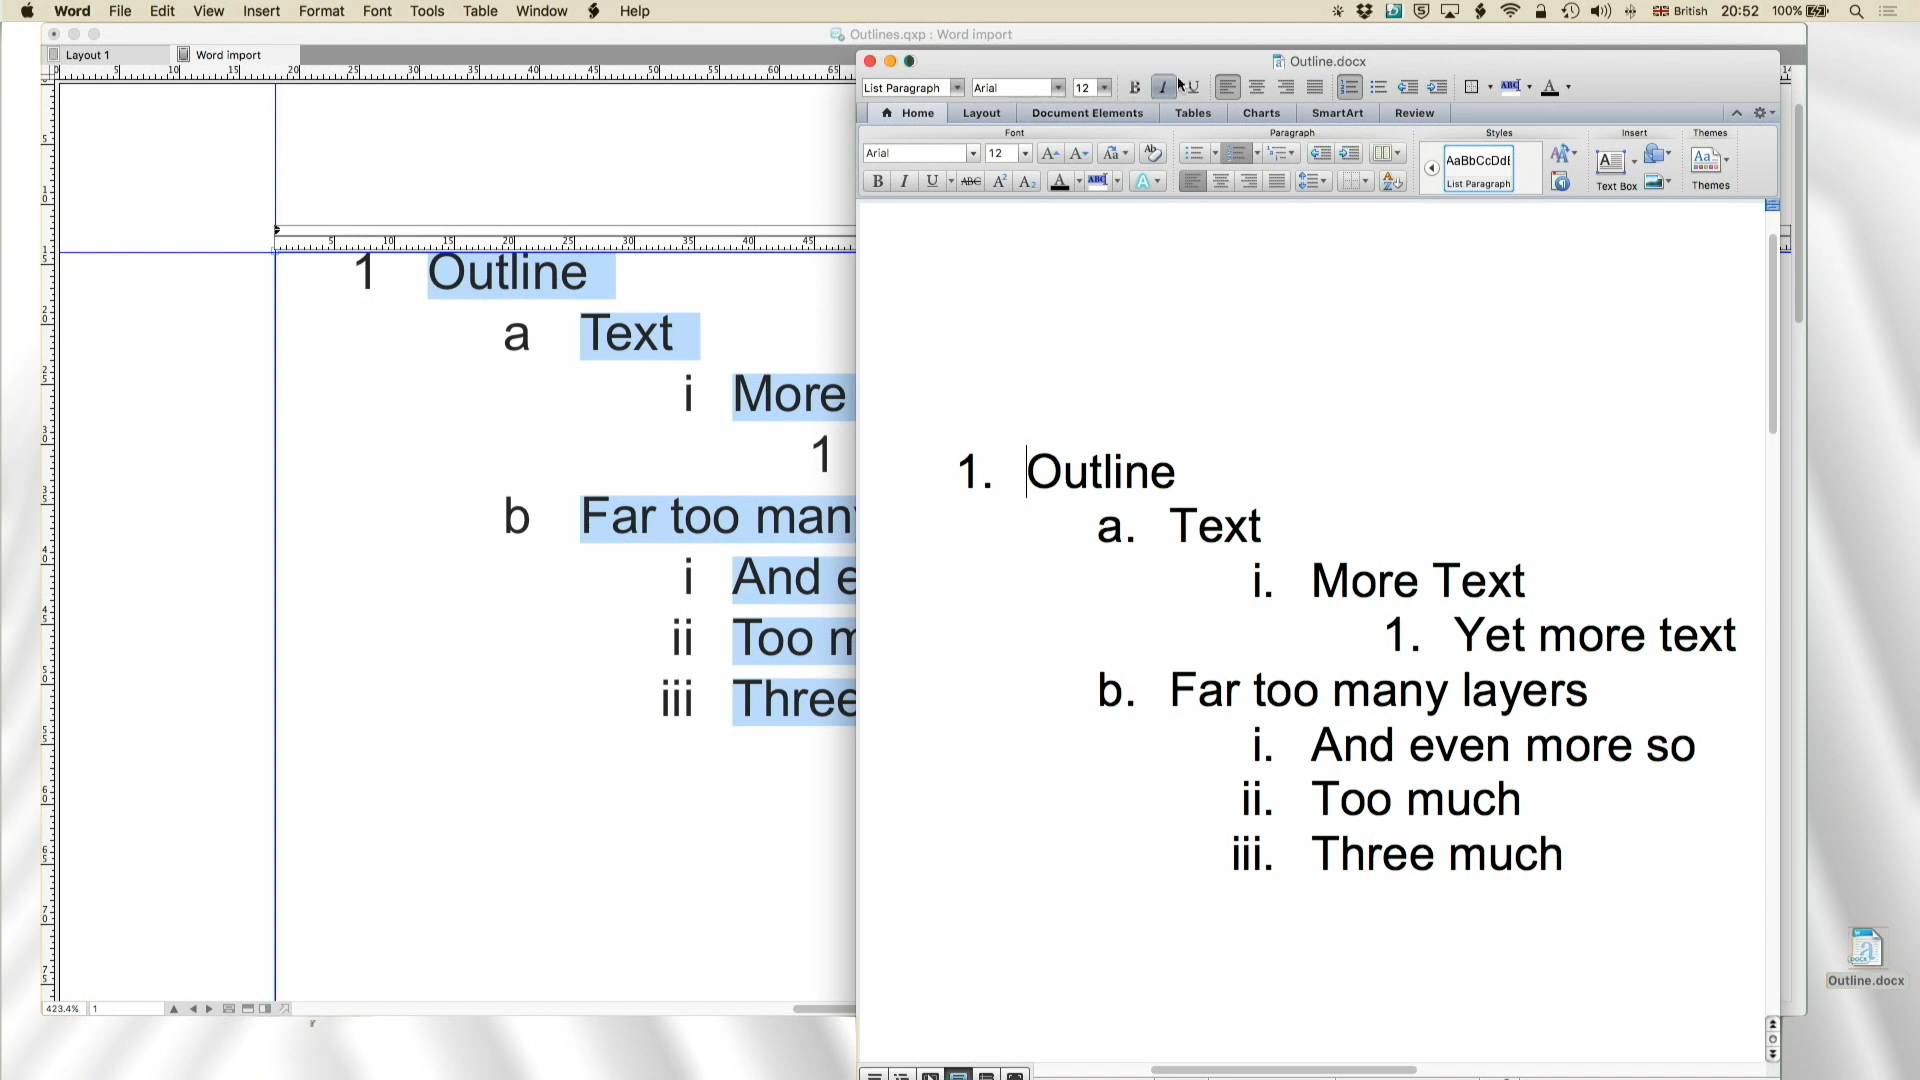 Word File Edit View Insert Format Font Tools Table Window Help British 20:52 100%
Outlines.qxp : Word import
Layout 1 Word import
Outline.docx
List Paragraph Arial 12 B I U ABC A
Home Layout Document Elements Tables Charts SmartArt Review
Font Paragraph Styles Insert Themes
Arial 12 AaBbCcDdE
B I U ABC List Paragraph Text Box Themes
1 Outline
a Text
i More
1
b Far too many
i And e
ii Too m
iii Three
1. Outline
a. Text
i. More Text
1. Yet more text
b. Far too many layers
i. And even more so
ii. Too much
iii. Three much
Outline.docx
423.4% 1